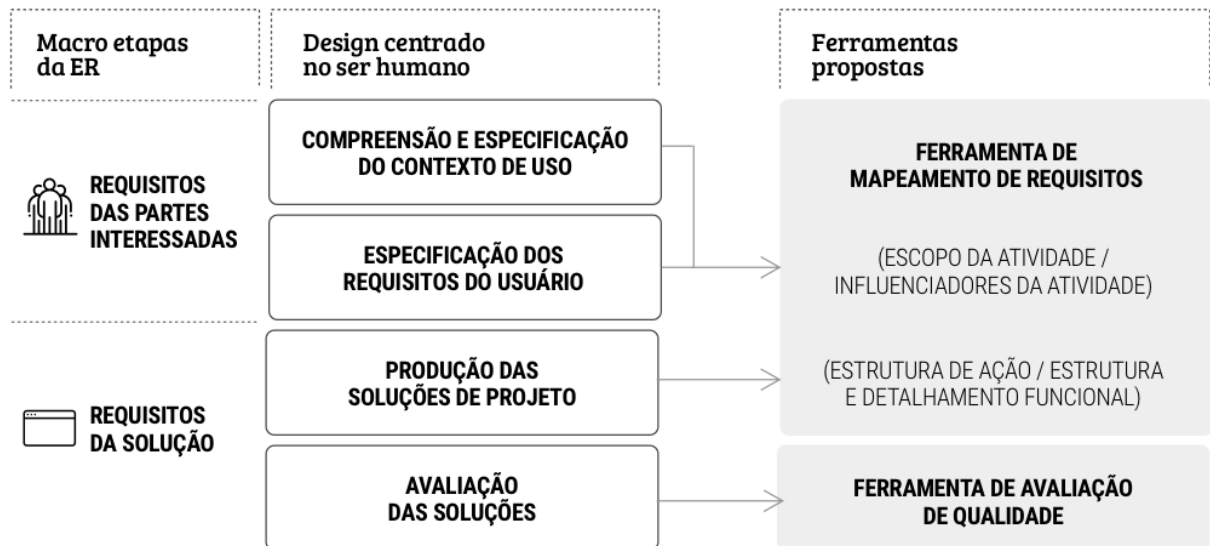 Macro etapas
da ER
Design centrado
no ser humano
Ferramentas
propostas
REQUISITOS
DAS PARTES
INTERESSADAS
COMPREENSÃO E ESPECIFICAÇÃO
DO CONTEXTO DE USO
ESPECIFICAÇÃO DOS
REQUISITOS DO USUÁRIO
FERRAMENTA DE
MAPEAMENTO DE REQUISITOS
(ESCOPO DA ATIVIDADE /
INFLUENCIADORES DA ATIVIDADE)
REQUISITOS
DA SOLUÇÃO
PRODUÇÃO DAS
SOLUÇÕES DE PROJETO
(ESTRUTURA DE AÇÃO / ESTRUTURA
E DETALHAMENTO FUNCIONAL)
AVALIAÇÃO
DAS SOLUÇÕES
FERRAMENTA DE AVALIAÇÃO
DE QUALIDADE